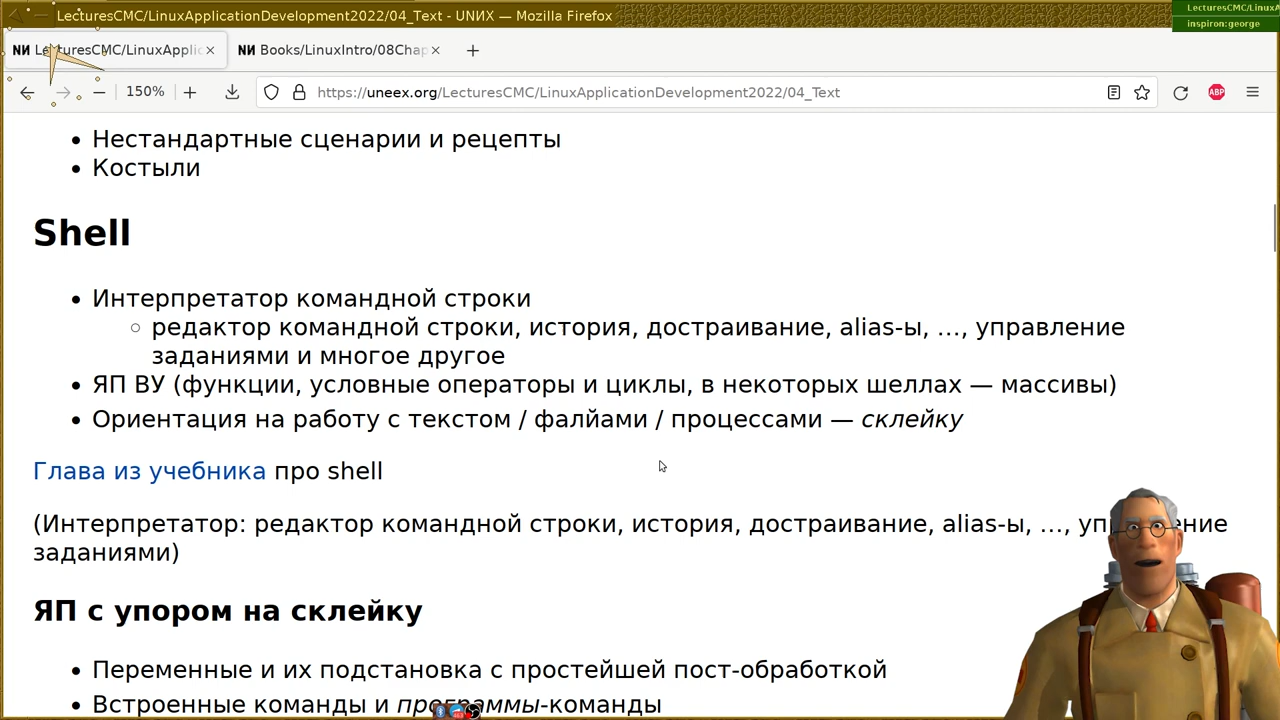 LecturesCMC/LinuxApplicationDevelopment2022/04_Text - UNИX — Mozilla Firefox
LecturesCMC/LinuxA
inspiron:george
NИ LecturesCMC/LinuxApplic
NИ Books/LinuxIntro/08Chap
150%
https://uneex.org/LecturesCMC/LinuxApplicationDevelopment2022/04_Text
ABP
• Нестандартные сценарии и рецепты
• Костыли
Shell
• Интерпретатор командной строки
редактор командной строки, история, достраивание, alias-ы, …, управление
заданиями и многое другое
• ЯП ВУ (функции, условные операторы и циклы, в некоторых шеллах — массивы)
• Ориентация на работу с текстом / фалйами / процессами — склейку
Глава из учебника про shell
(Интерпретатор: редактор командной строки, история, достраивание, alias-ы, …, управление
заданиями)
ЯП с упором на склейку
• Переменные и их подстановка с простейшей пост-обработкой
• Встроенные команды и программы-команды